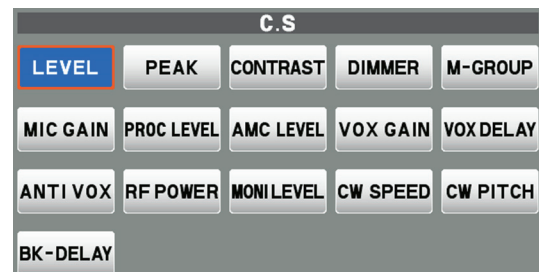 C.S
LEVEL PEAK CONTRAST DIMMER M-GROUP
MIC GAIN PROC LEVEL AMC LEVEL VOX GAIN VOX DELAY
ANTI VOX RF POWER MONI LEVEL CW SPEED CW PITCH
BK-DELAY